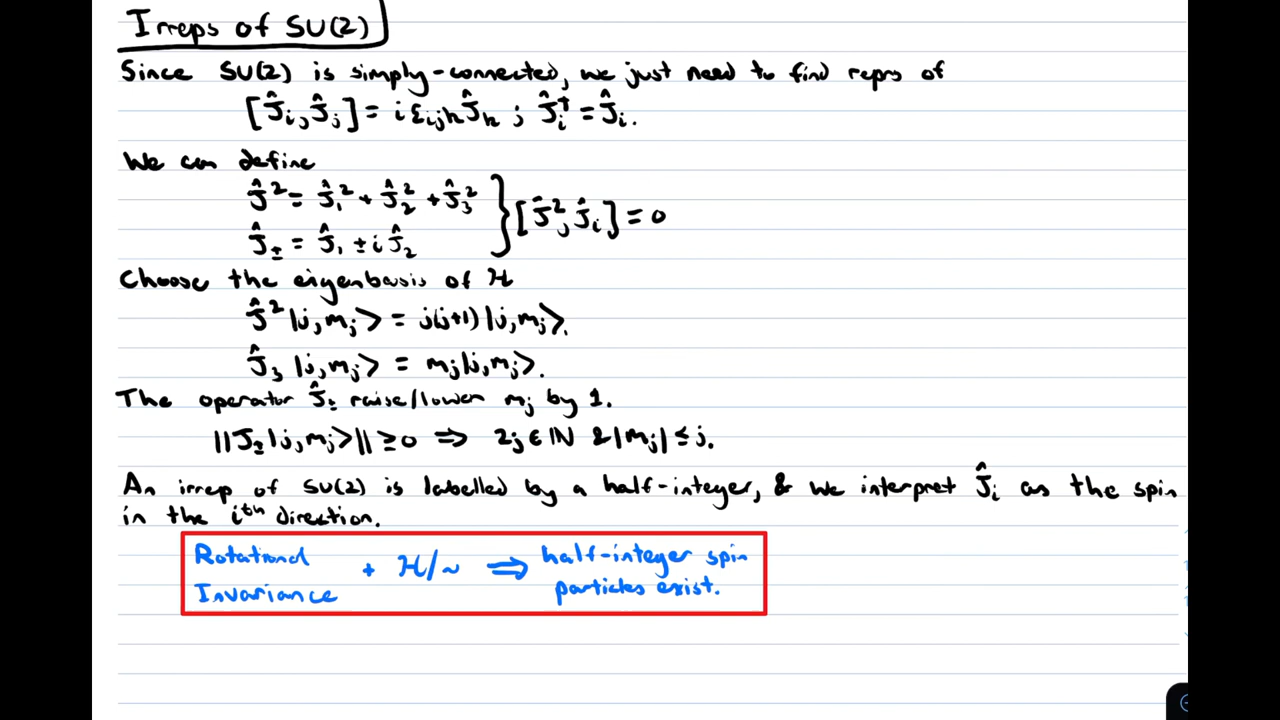 Irreps of SU(2)
Since SU(2) is simply-connected, we just need to find reprs of
[Ĵᵢ, Ĵⱼ] = iεᵢⱼₖĴₖ ; Ĵᵢ† = Ĵᵢ.
We can define
Ĵ² = Ĵ₁² + Ĵ₂² + Ĵ₃²
Ĵ± = Ĵ₁ ± iĴ₂ } [Ĵ², Ĵᵢ] = 0
Choose the eigenbasis of ℋ
Ĵ² |j, mⱼ> = j(j+1) |j, mⱼ>.
Ĵ₃ |j, mⱼ> = mⱼ|j, mⱼ>.
The operator Ĵ± raise/lower mⱼ by 1.
||J±|j, mⱼ>|| ≥ 0 ⇒ 2j ∈ ℕ & |mⱼ| ≤ j.
An irrep of SU(2) is labelled by a half-integer, & we interpret Ĵᵢ as the spin
in the iᵗʰ direction.
Rotational Invariance + ℋ/~ ⇒ half-integer spin particles exist.